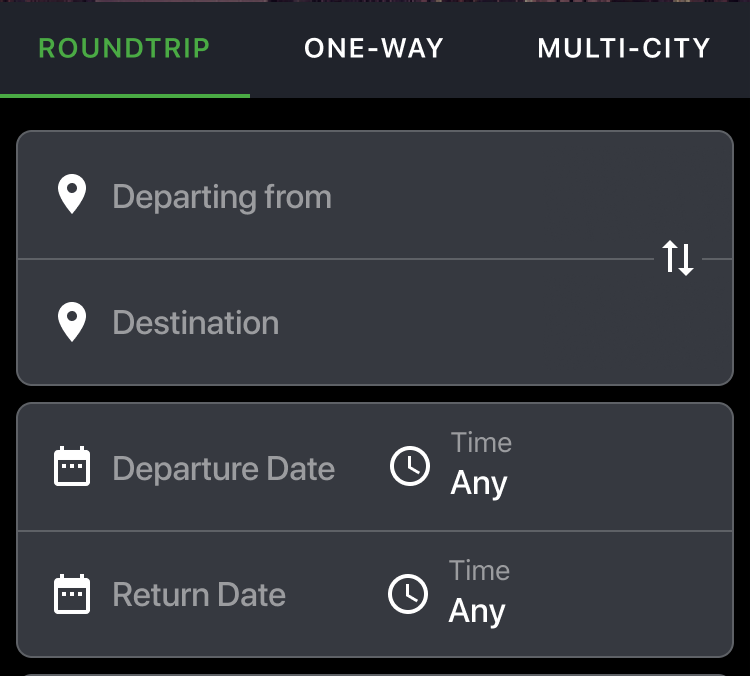 ROUNDTRIP ONE-WAY MULTI-CITY
Departing from
Destination
Departure Date
Time
Any
Return Date
Time
Any